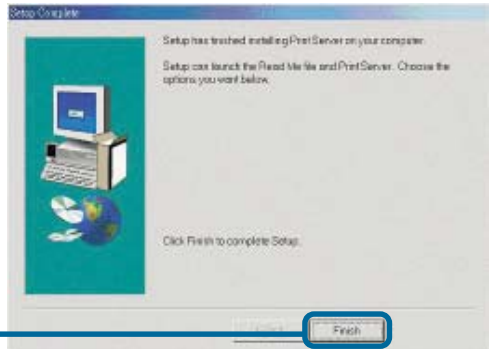 Setup Complete
Setup has finished installing Print Server on your computer.
Setup can launch the Read Me file and Print Server. Choose the
options you want below.
Click Finish to complete Setup.
Finish